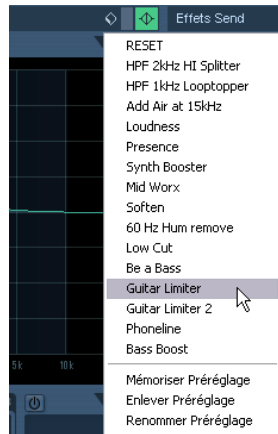 Effets Send
RESET
HPF 2kHz HI Splitter
HPF 1kHz Looptopper
Add Air at 15kHz
Loudness
Presence
Synth Booster
Mid Worx
Soften
60 Hz Hum remove
Low Cut
Be a Bass
Guitar Limiter
Guitar Limiter 2
Phoneline
Bass Boost
5k 10k
Mémoriser Préréglage
Enlever Préréglage
Renommer Préréglage